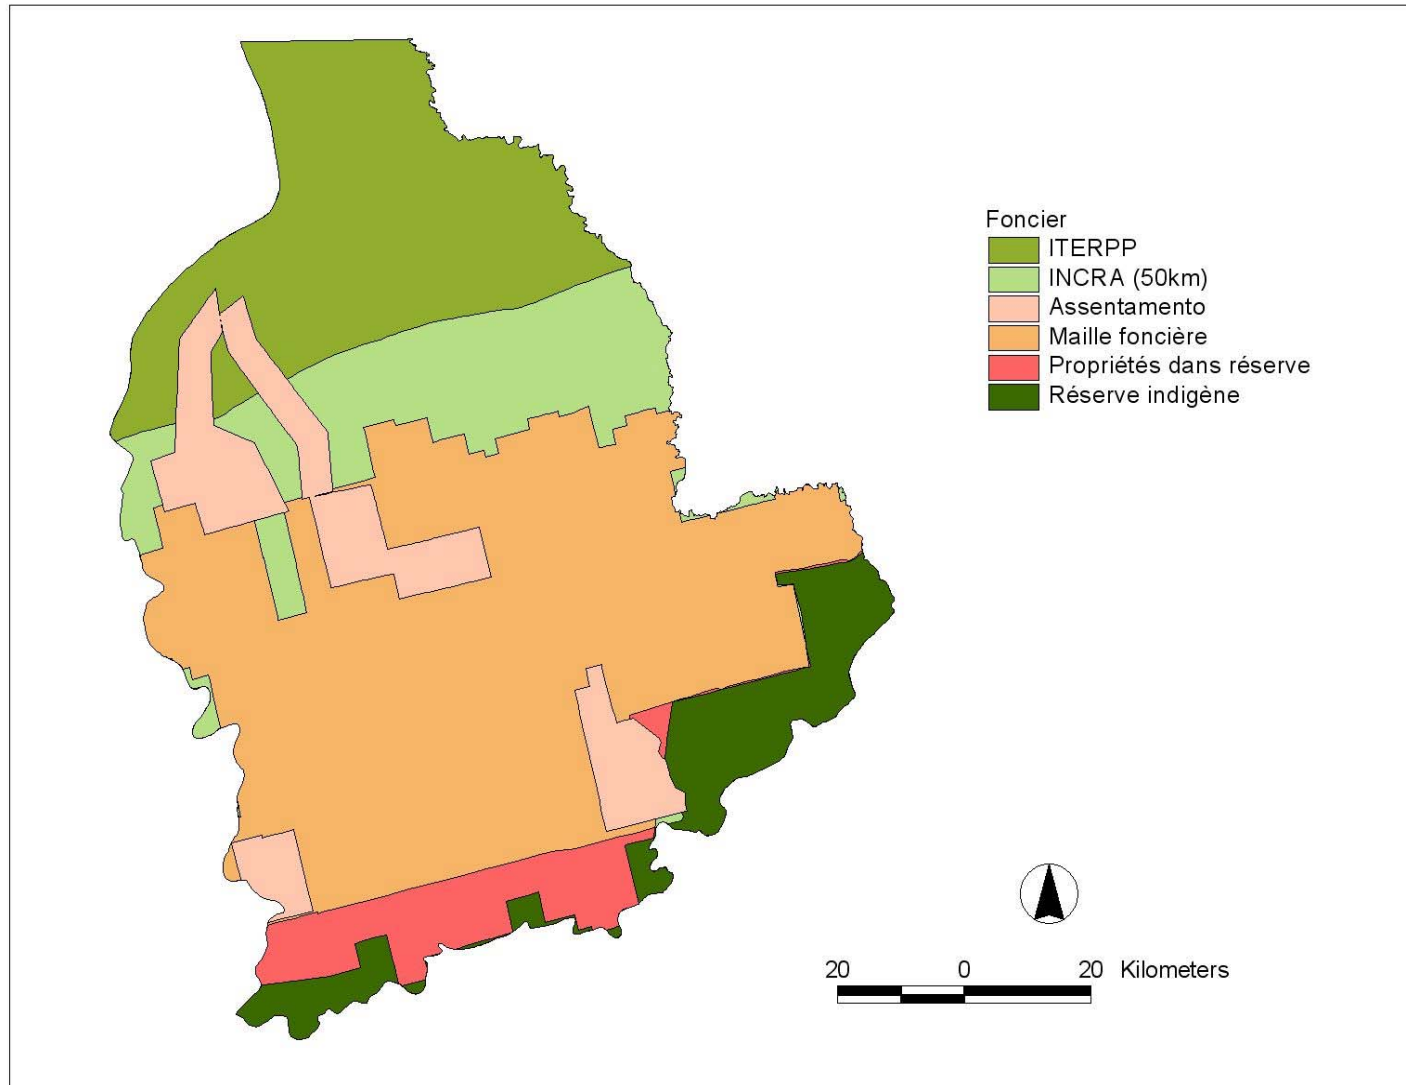 Foncier
ITERPP
INCRA (50km)
Assentamento
Maille foncière
Propriétés dans réserve
Réserve indigène
20 0 20 Kilometers